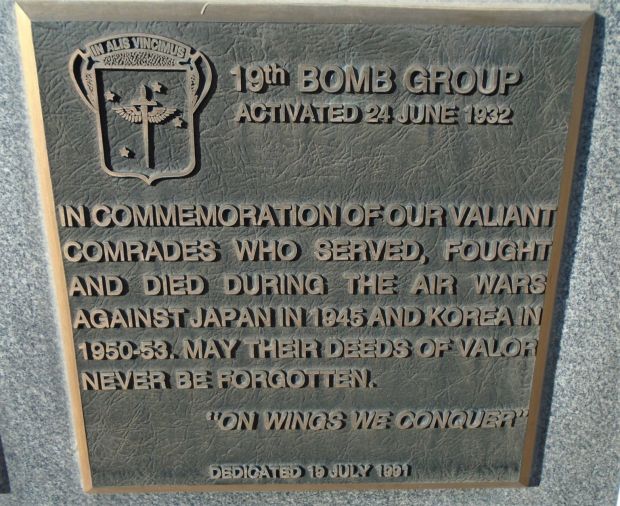 IN ALIS VINCIMUS
19th BOMB GROUP
ACTIVATED 24 JUNE 1932
IN COMMEMORATION OF OUR VALIANT
COMRADES WHO SERVED, FOUGHT
AND DIED DURING THE AIR WARS
AGAINST JAPAN IN 1945 AND KOREA IN
1950-53. MAY THEIR DEEDS OF VALOR
NEVER BE FORGOTTEN.
"ON WINGS WE CONQUER"
DEDICATED 19 JULY 1991